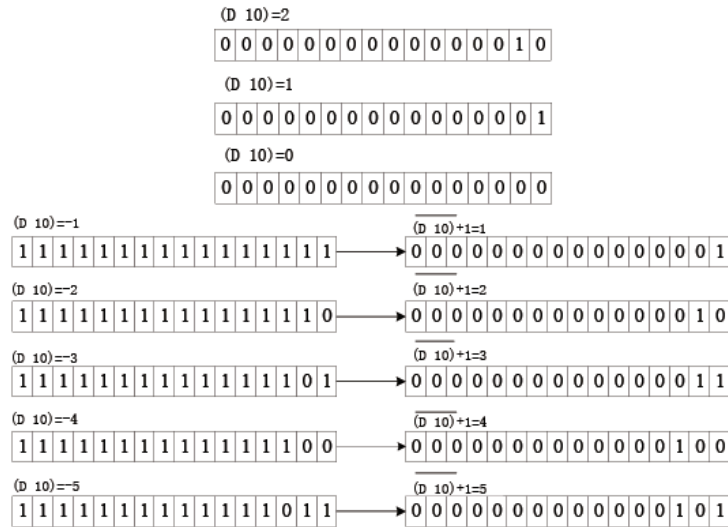 (D 10)=2
0 0 0 0 0 0 0 0 0 0 0 0 0 0 1 0
(D 10)=1
0 0 0 0 0 0 0 0 0 0 0 0 0 0 0 1
(D 10)=0
0 0 0 0 0 0 0 0 0 0 0 0 0 0 0 0
(D 10)=-1 (D 10)+1=1
1 1 1 1 1 1 1 1 1 1 1 1 1 1 1 1 0 0 0 0 0 0 0 0 0 0 0 0 0 0 0 1
(D 10)=-2 (D 10)+1=2
1 1 1 1 1 1 1 1 1 1 1 1 1 1 1 0 0 0 0 0 0 0 0 0 0 0 0 0 0 0 1 0
(D 10)=-3 (D 10)+1=3
1 1 1 1 1 1 1 1 1 1 1 1 1 1 0 1 0 0 0 0 0 0 0 0 0 0 0 0 0 0 1 1
(D 10)=-4 (D 10)+1=4
1 1 1 1 1 1 1 1 1 1 1 1 1 1 0 0 0 0 0 0 0 0 0 0 0 0 0 0 0 1 0 0
(D 10)=-5 (D 10)+1=5
1 1 1 1 1 1 1 1 1 1 1 1 1 0 1 1 0 0 0 0 0 0 0 0 0 0 0 0 0 1 0 1